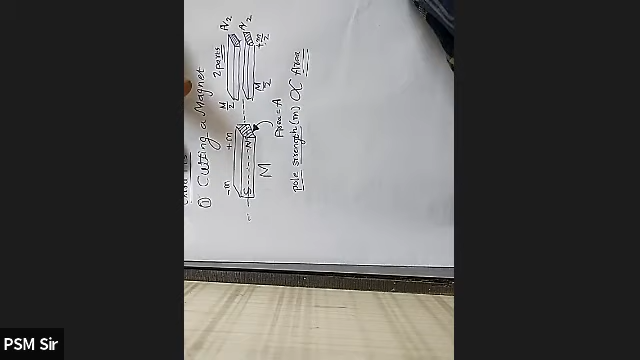 ① Cutting a Magnet
2 parts
A/2
A/2
+m/2
M/2
M/2
-m
+m
S
N
Area = A
M
pole strength (m) ∝ Area
PSM Sir